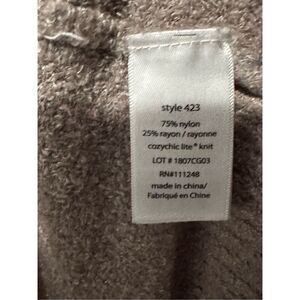 style 423
75% nylon
25% rayon / rayonne
cozychic lite® knit
LOT # 1807CG03
RN#111248
made in china/
Fabriqué en Chine